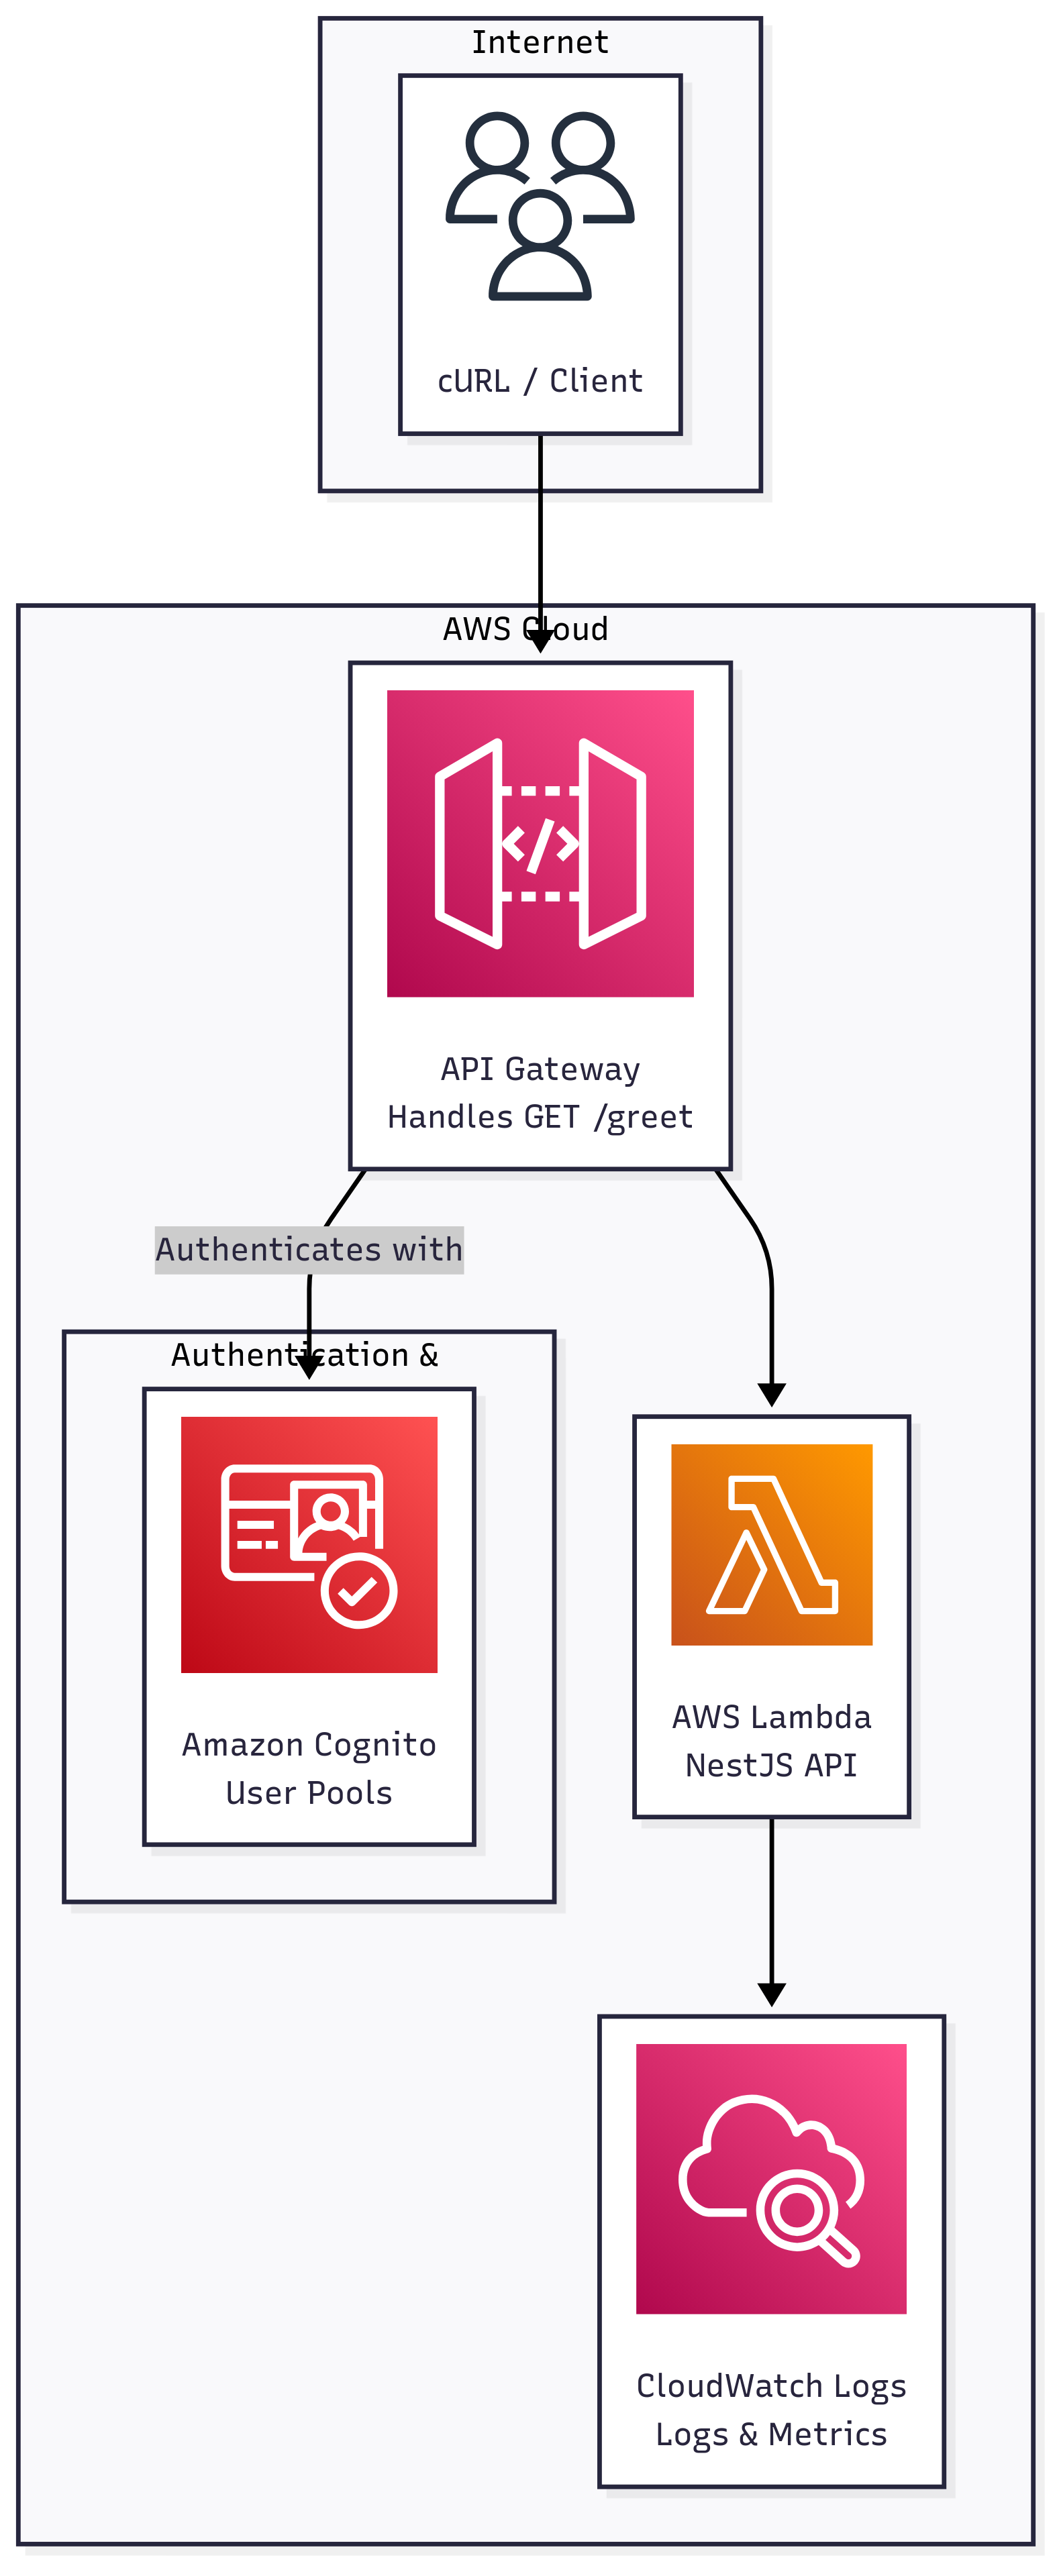 Internet
cURL / Client
AWS Cloud
API Gateway
Handles GET /greet
Authenticates with
Authentication &
Amazon Cognito
User Pools
AWS Lambda
NestJS API
CloudWatch Logs
Logs & Metrics